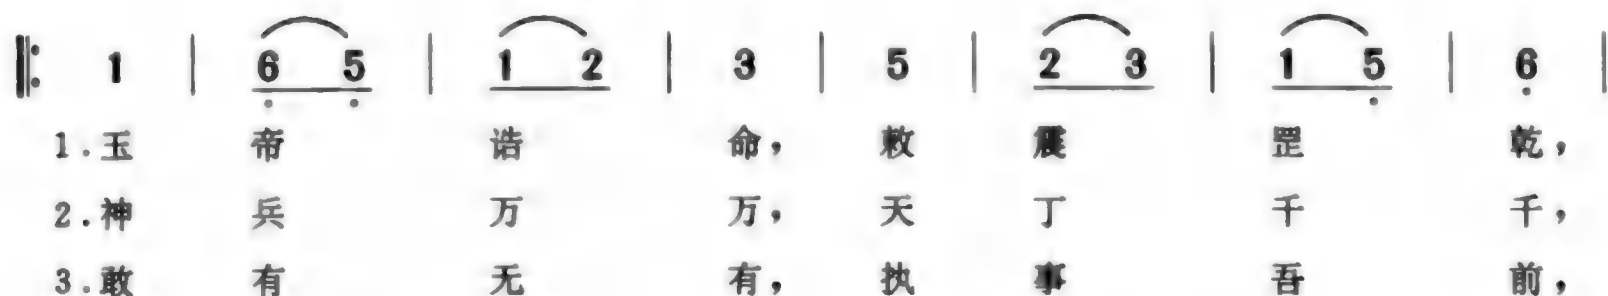 1 | 6 5 | 1 2 | 3 | 5 | 2 3 | 1 5 | 6 |
1.玉帝诰命，敕震罡乾，
2.神兵万万，天丁千千，
3.敢有无有，执事吾前，